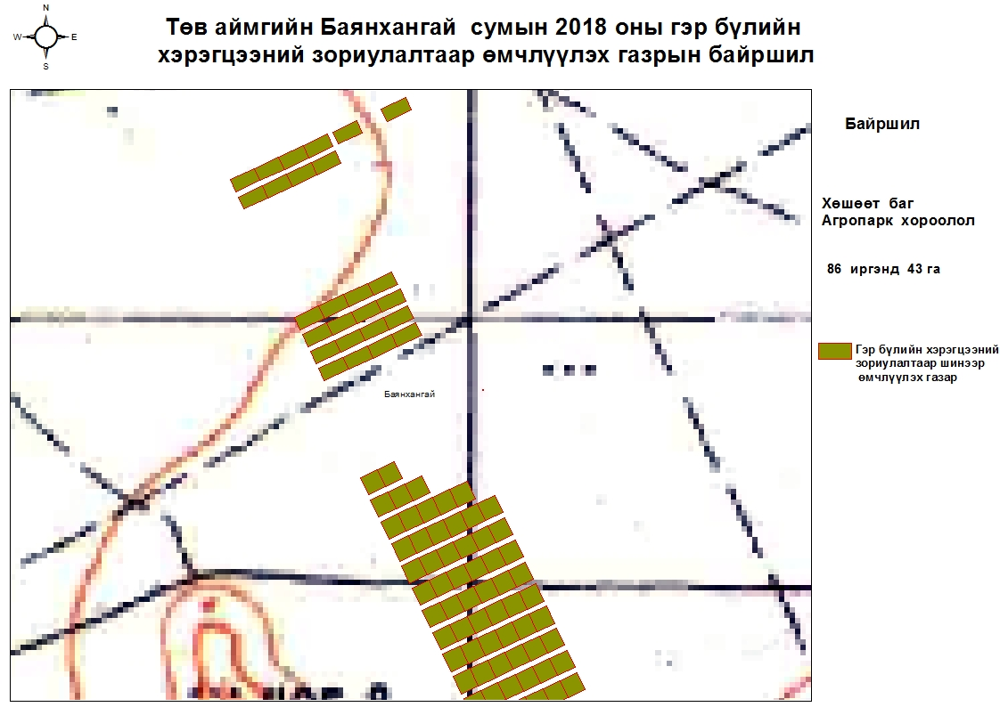 N
W E
S
Төв аймгийн Баянхангай сумын 2018 оны гэр бүлийн
хэрэгцээний зориулалтаар өмчлүүлэх газрын байршил
Байршил
Хөшөөт баг
Агропарк хороолол
86 иргэнд 43 га
Гэр бүлийн хэрэгцээний
зориулалтаар шинээр
өмчлүүлэх газар
Баянхангай